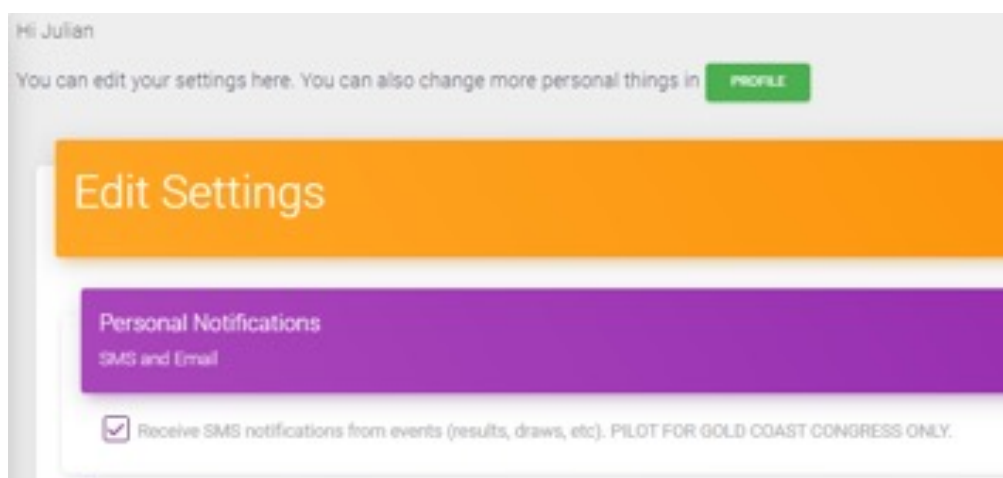 Hi Julian
You can edit your settings here. You can also change more personal things in PROFILE
Edit Settings
Personal Notifications
SMS and Email
Receive SMS notifications from events (results, draws, etc). PILOT FOR GOLD COAST CONGRESS ONLY.